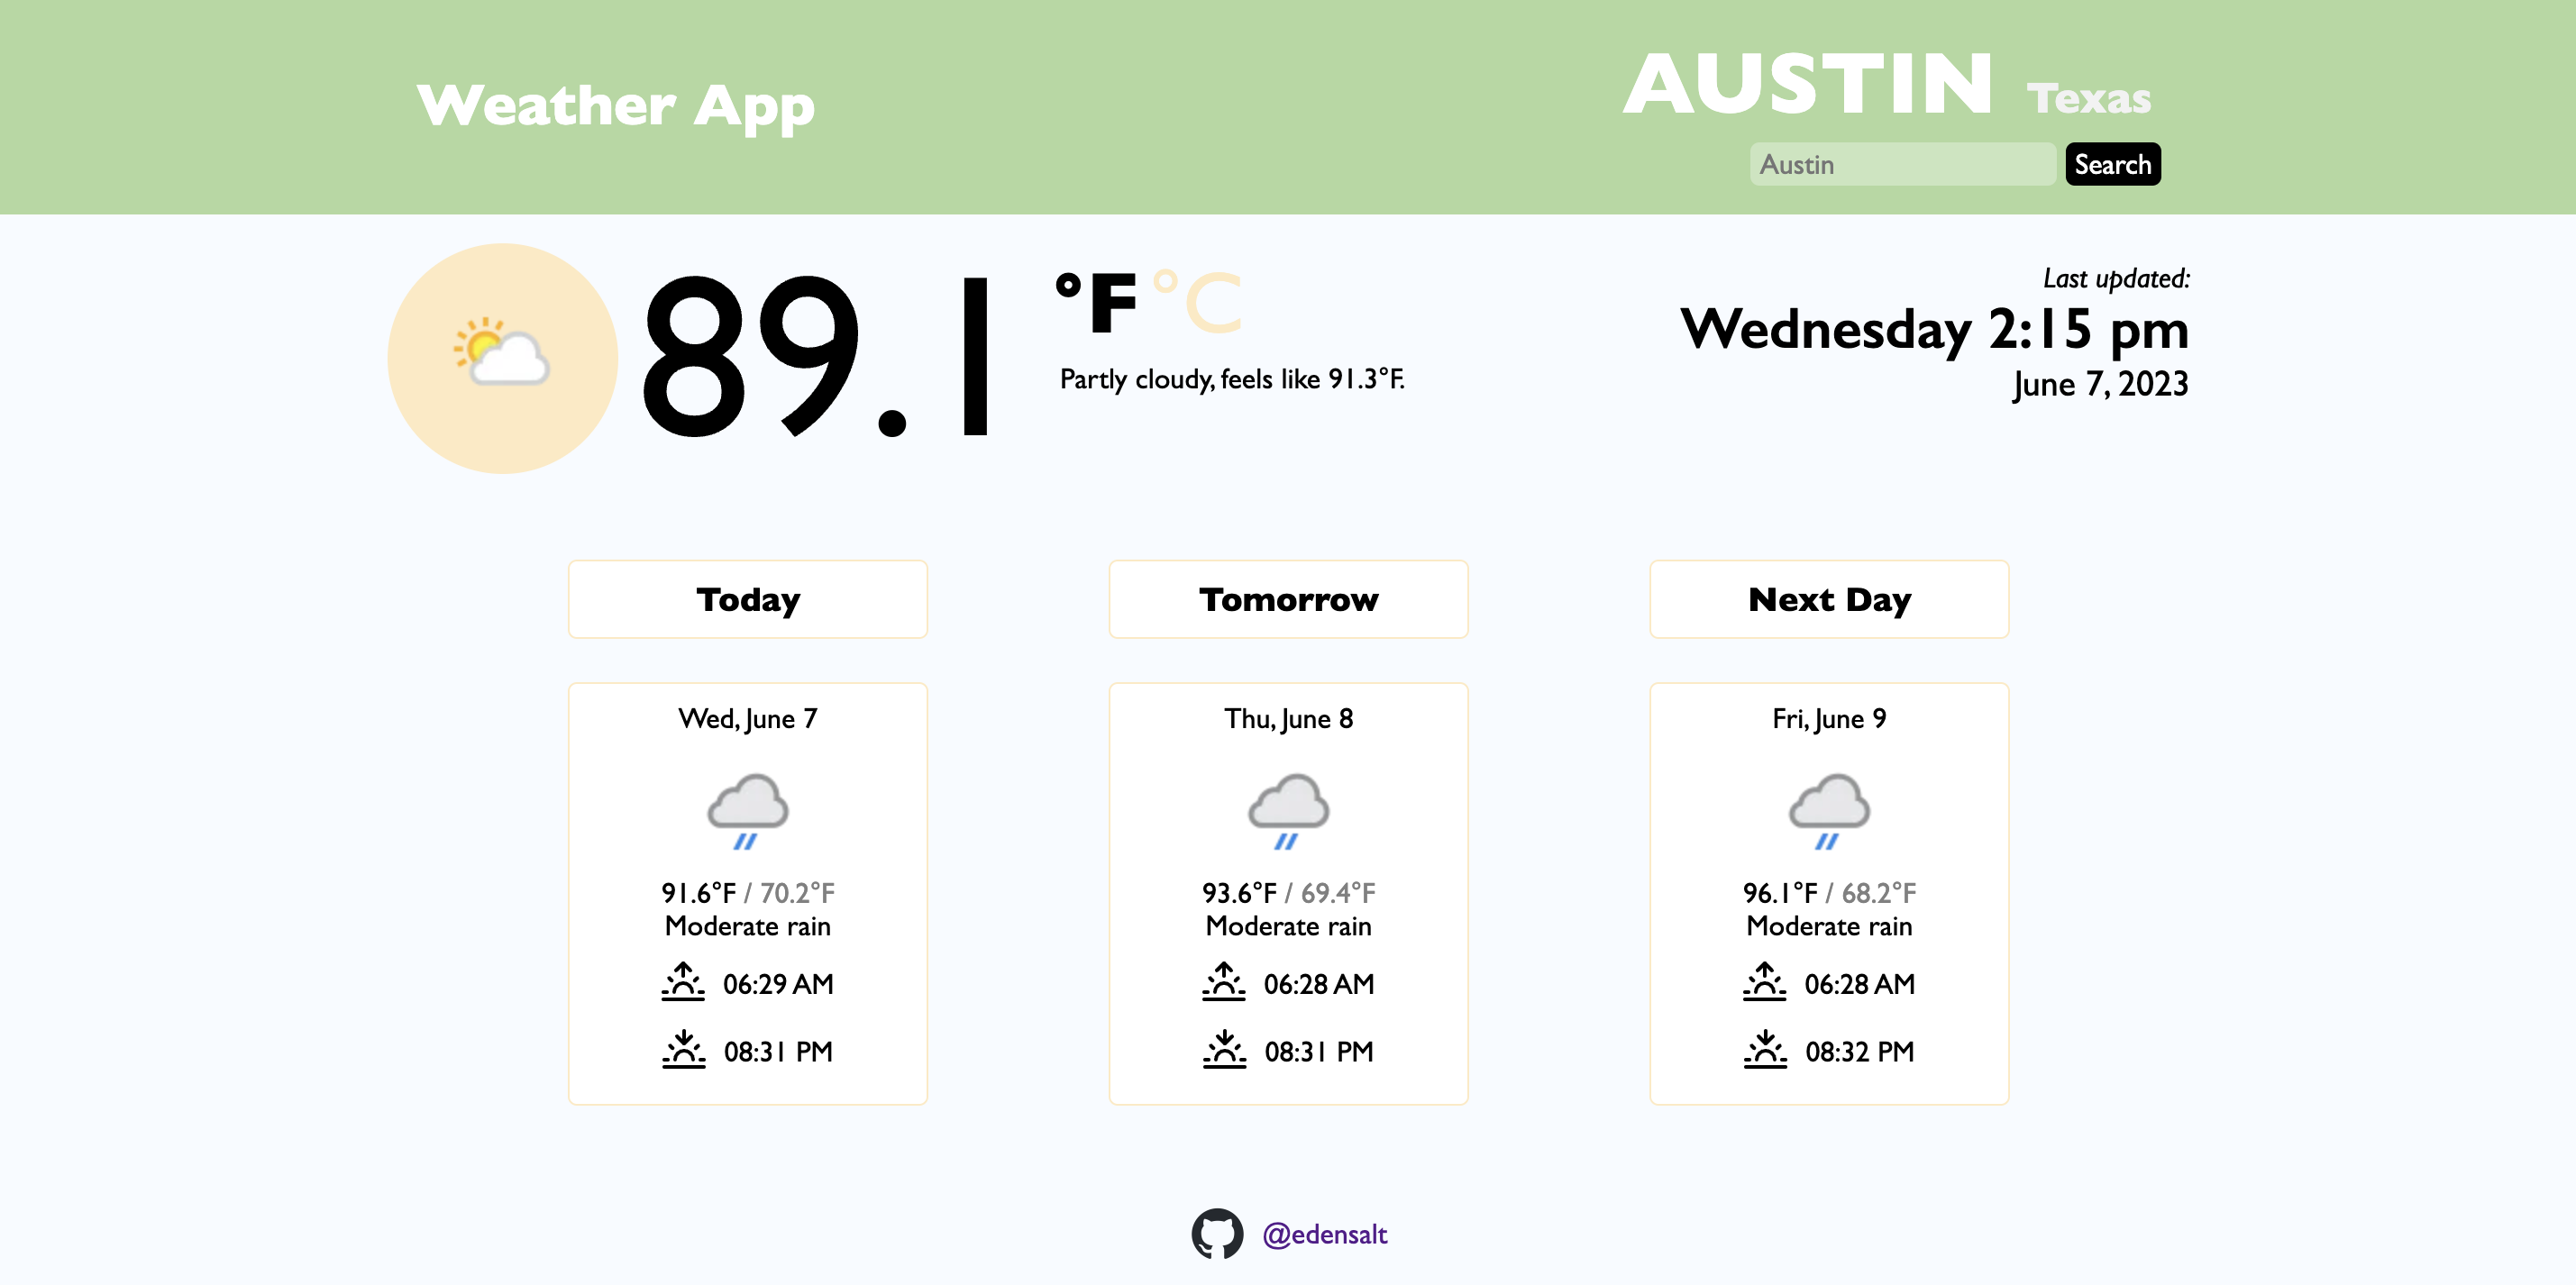 Weather App
AUSTIN Texas
Austin
Search
89.1
°F °C
Partly cloudy, feels like 91.3°F.
Last updated:
Wednesday 2:15 pm
June 7, 2023
Today
Wed, June 7
91.6°F / 70.2°F
Moderate rain
06:29 AM
08:31 PM
Tomorrow
Thu, June 8
93.6°F / 69.4°F
Moderate rain
06:28 AM
08:31 PM
Next Day
Fri, June 9
96.1°F / 68.2°F
Moderate rain
06:28 AM
08:32 PM
@edensalt